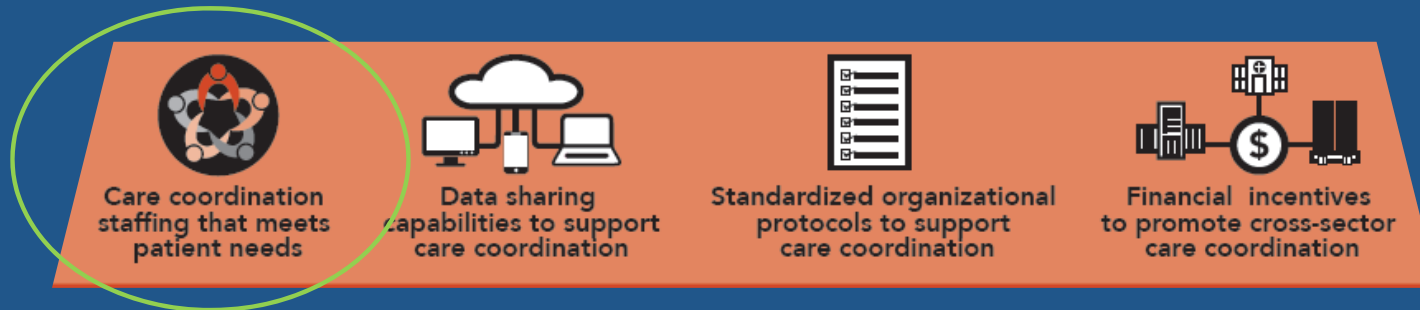 Care coordination
staffing that meets
patient needs
Data sharing
capabilities to support
care coordination
Standardized organizational
protocols to support
care coordination
$
Financial incentives
to promote cross-sector
care coordination